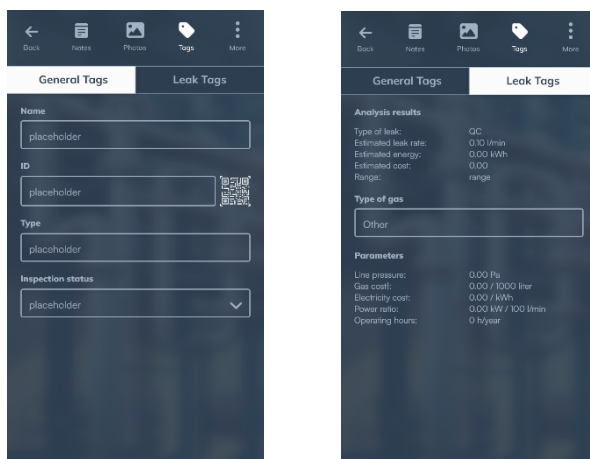 Back Notes Photos Tags More
General Tags Leak Tags
Name
placeholder
ID
placeholder
Type
placeholder
Inspection status
placeholder
Back Notes Photos Tags More
General Tags Leak Tags
Analysis results
Type of leak: QC
Estimated leak rate: 0.10 l/min
Estimated energy: 0.00 kWh
Estimated cost: 0.00
Range: range
Type of gas
Other
Parameters
Line pressure: 0.00 Pa
Gas costl: 0.00 / 1000 liter
Electricity cost: 0.00 / kWh
Power ratio: 0.00 kW / 100 l/min
Operating hours: 0 h/year